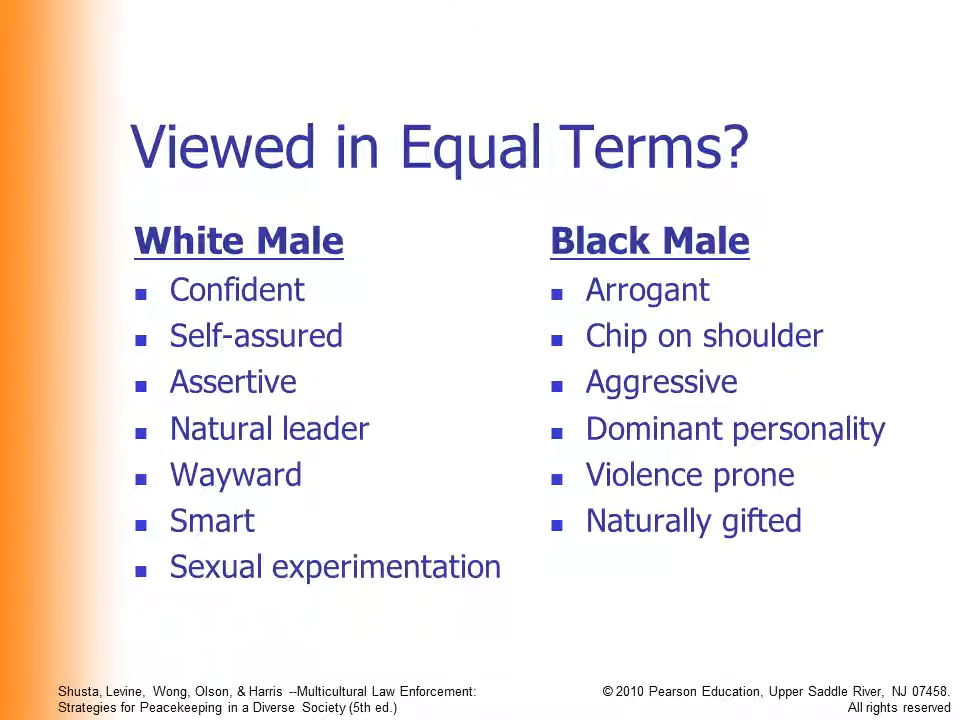 Viewed in Equal Terms?
White Male
Confident
Self-assured
Assertive
Natural leader
Wayward
Smart
Sexual experimentation
Black Male
Arrogant
Chip on shoulder
Aggressive
Dominant personality
Violence prone
Naturally gifted
Shusta, Levine, Wong, Olson, & Harris --Multicultural Law Enforcement:
Strategies for Peacekeeping in a Diverse Society (5th ed.)
© 2010 Pearson Education, Upper Saddle River, NJ 07458.
All rights reserved